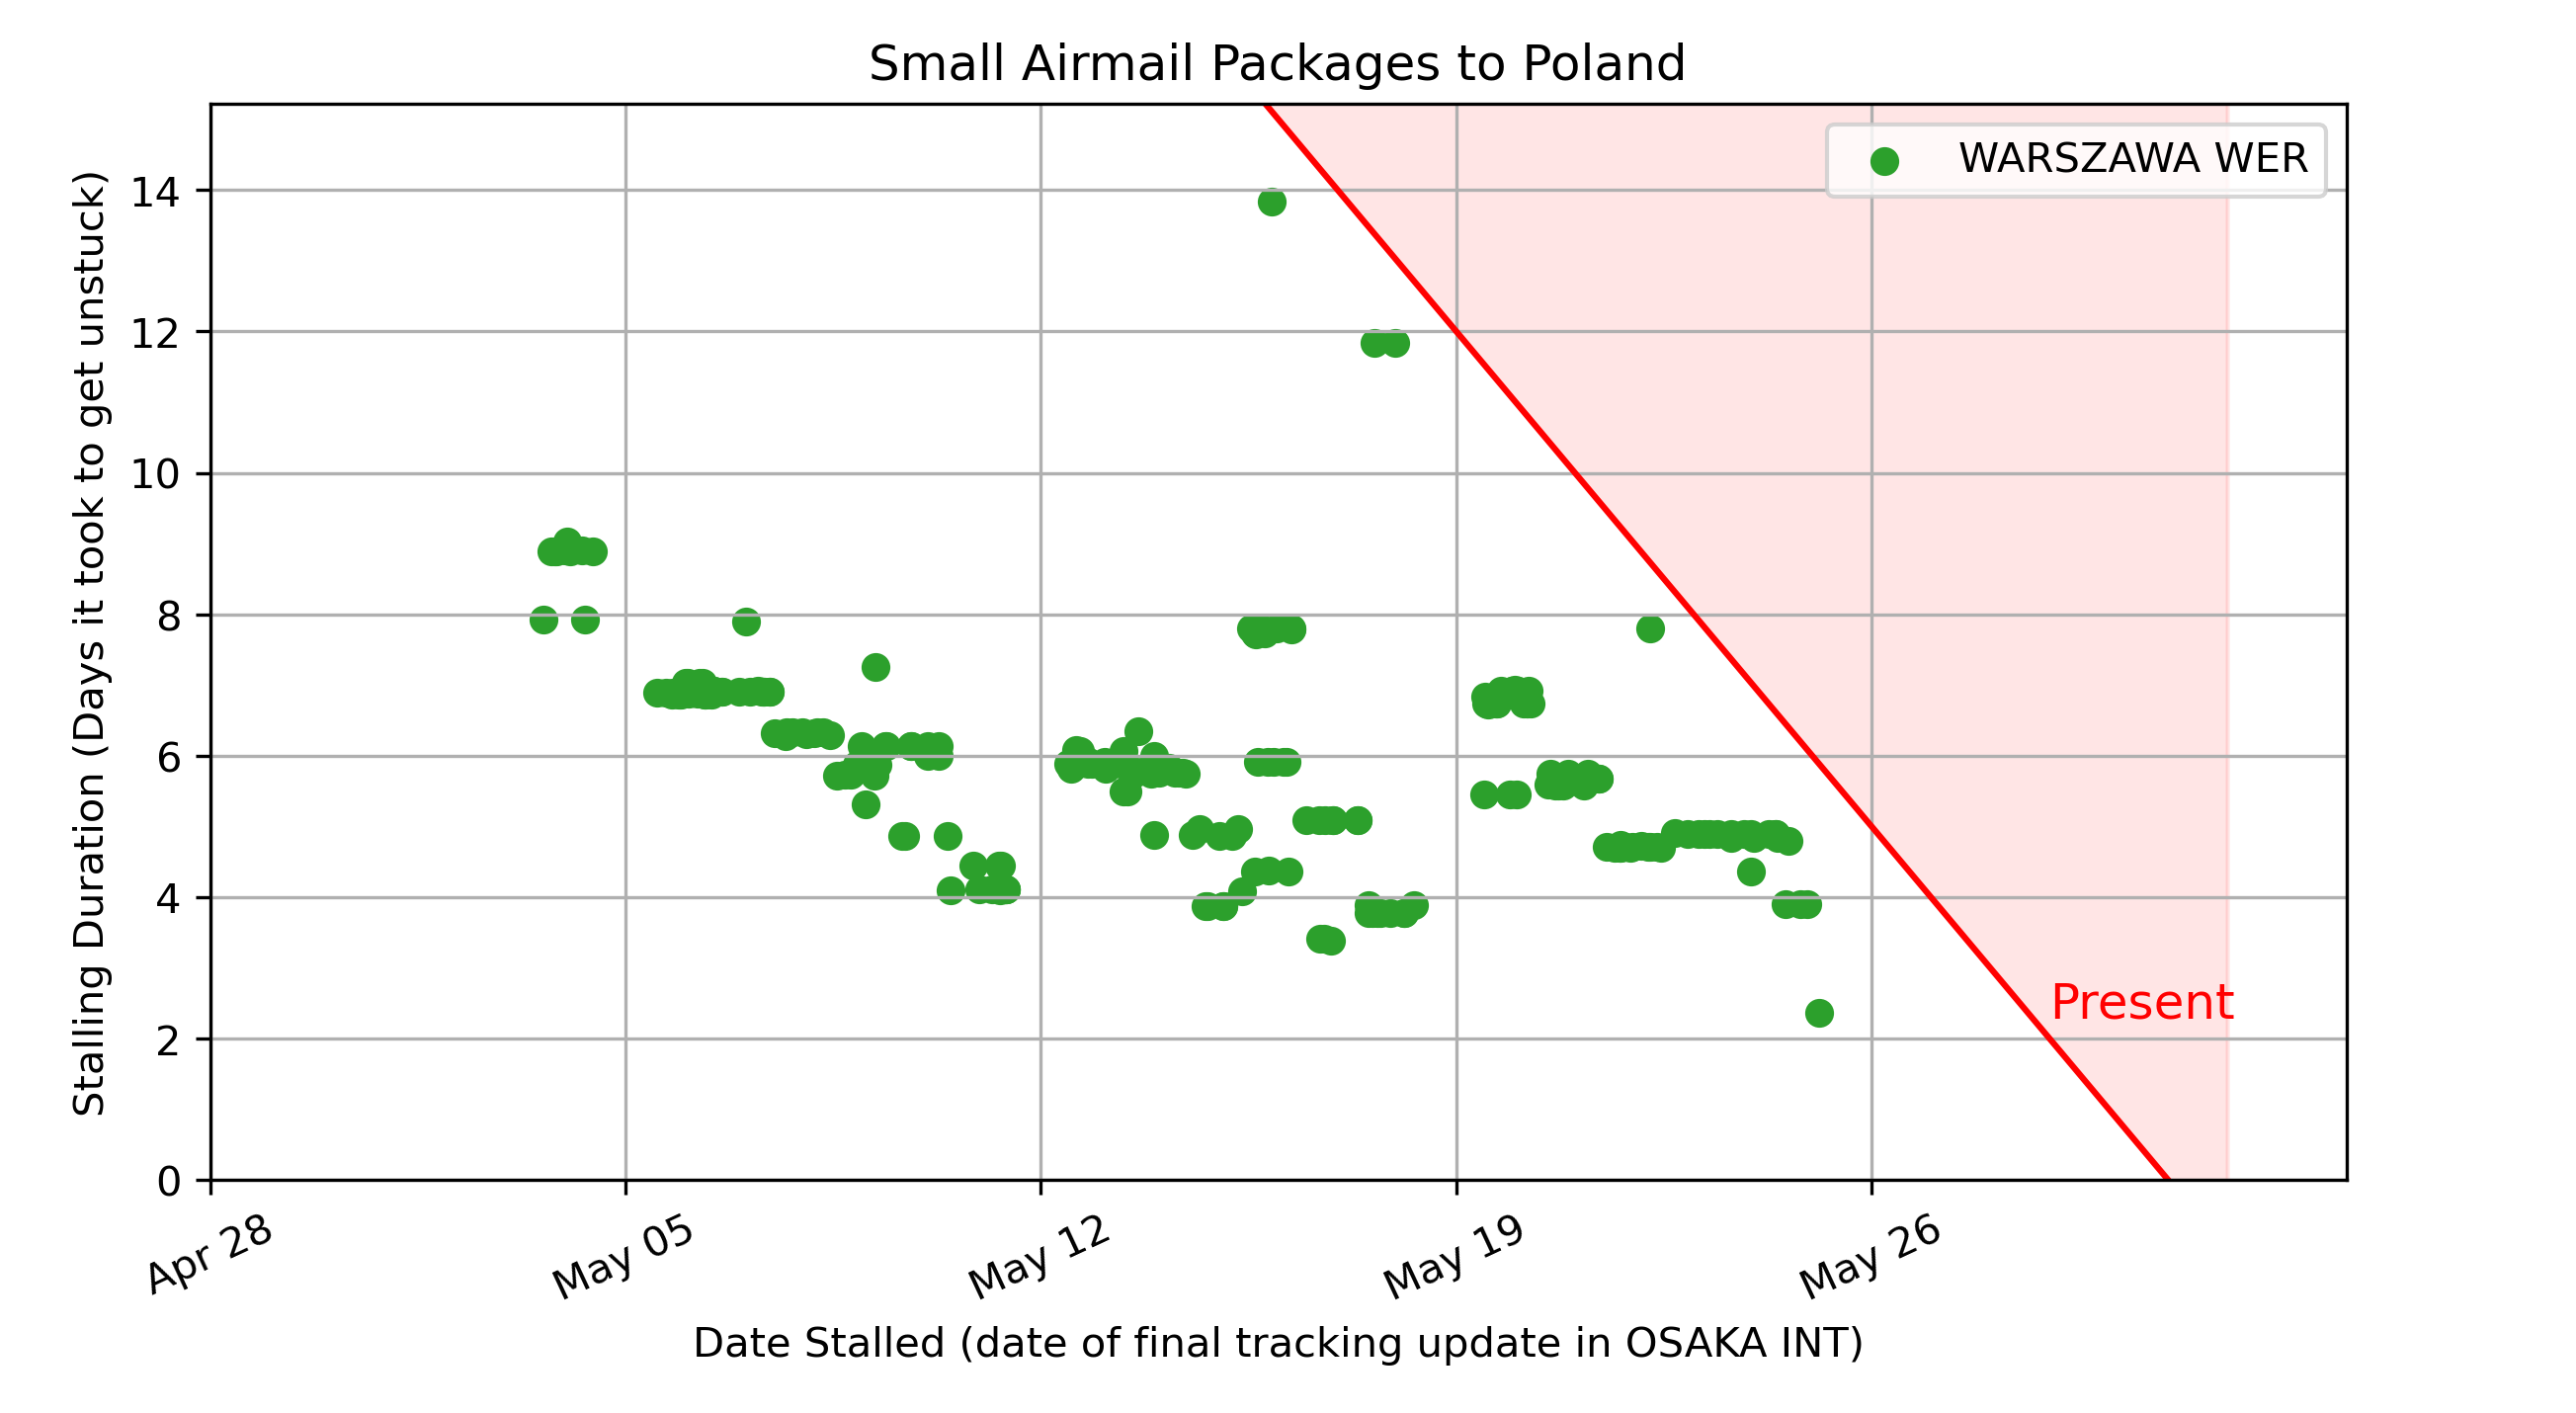 Small Airmail Packages to Poland
WARSZAWA WER
Stalling Duration (Days it took to get unstuck)
14
12
10
8
6
4
2
0
Present
Apr 28
May 05
May 12
May 19
May 26
Date Stalled (date of final tracking update in OSAKA INT)